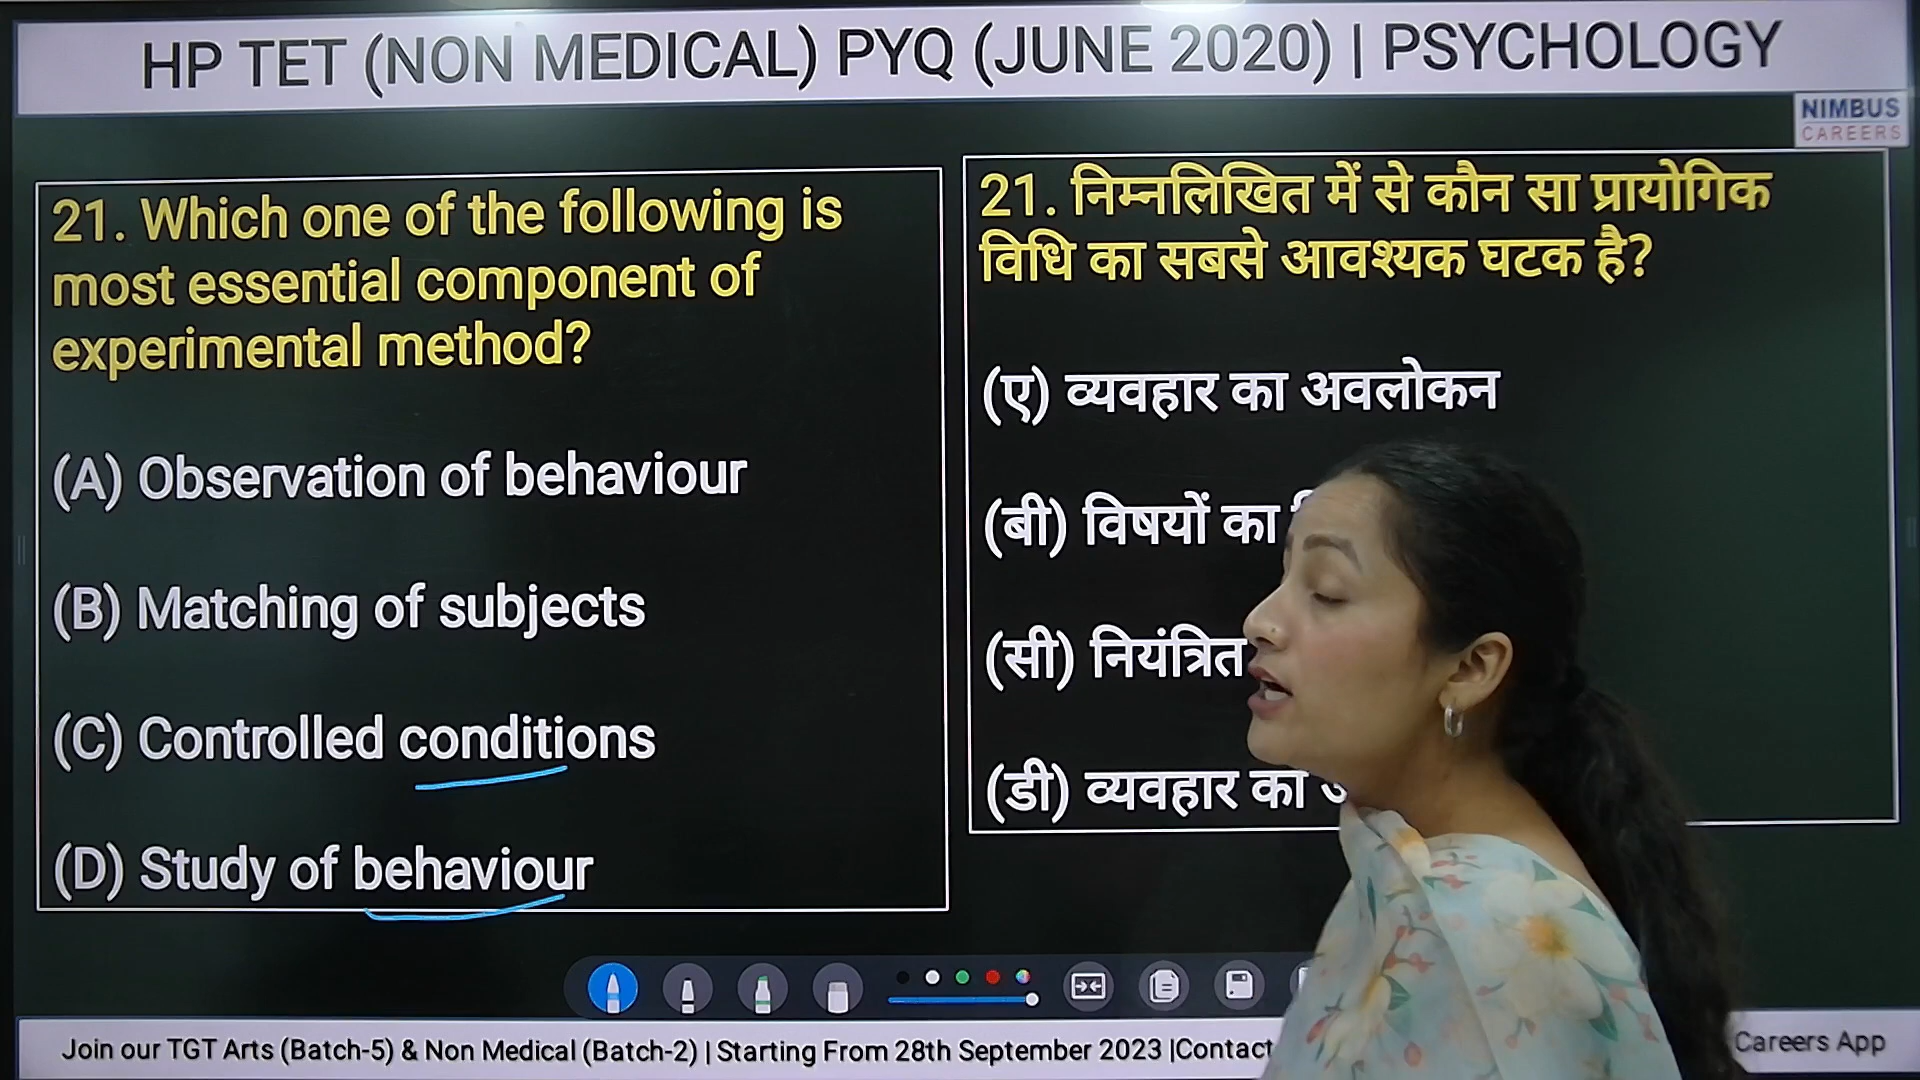 HP TET (NON MEDICAL) PYQ (JUNE 2020) | PSYCHOLOGY
NIMBUS
CAREERS
21. Which one of the following is
most essential component of
experimental method?
(A) Observation of behaviour
(B) Matching of subjects
(C) Controlled conditions
(D) Study of behaviour
21. निम्नलिखित में से कौन सा प्रायोगिक
विधि का सबसे आवश्यक घटक है?
(ए) व्यवहार का अवलोकन
(बी) विषयों का
(सी) नियंत्रित
(डी) व्यवहार का
Join our TGT Arts (Batch-5) & Non Medical (Batch-2) | Starting From 28th September 2023 |Contact
Careers App